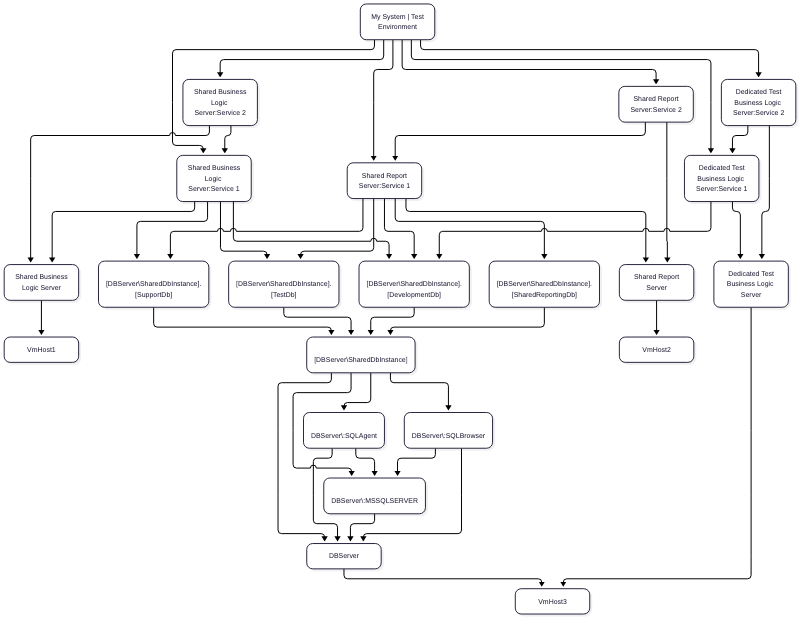 My System | Test
Environment
Shared Business
Logic
Server:Service 2
Shared Report
Server:Service 2
Dedicated Test
Business Logic
Server:Service 2
Shared Business
Logic
Server:Service 1
Shared Report
Server:Service 1
Dedicated Test
Business Logic
Server:Service 1
Shared Business
Logic Server
[DBServer\SharedDbInstance].
[SupportDb]
[DBServer\SharedDbInstance].
[TestDb]
[DBServer\SharedDbInstance].
[DevelopmentDb]
[DBServer\SharedDbInstance].
[SharedReportingDb]
Shared Report
Server
Dedicated Test
Business Logic
Server
VmHost1
[DBServer\SharedDbInstance]
VmHost2
DBServer\:SQLAgent
DBServer\:SQLBrowser
DBServer\:MSSQLSERVER
DBServer
VmHost3